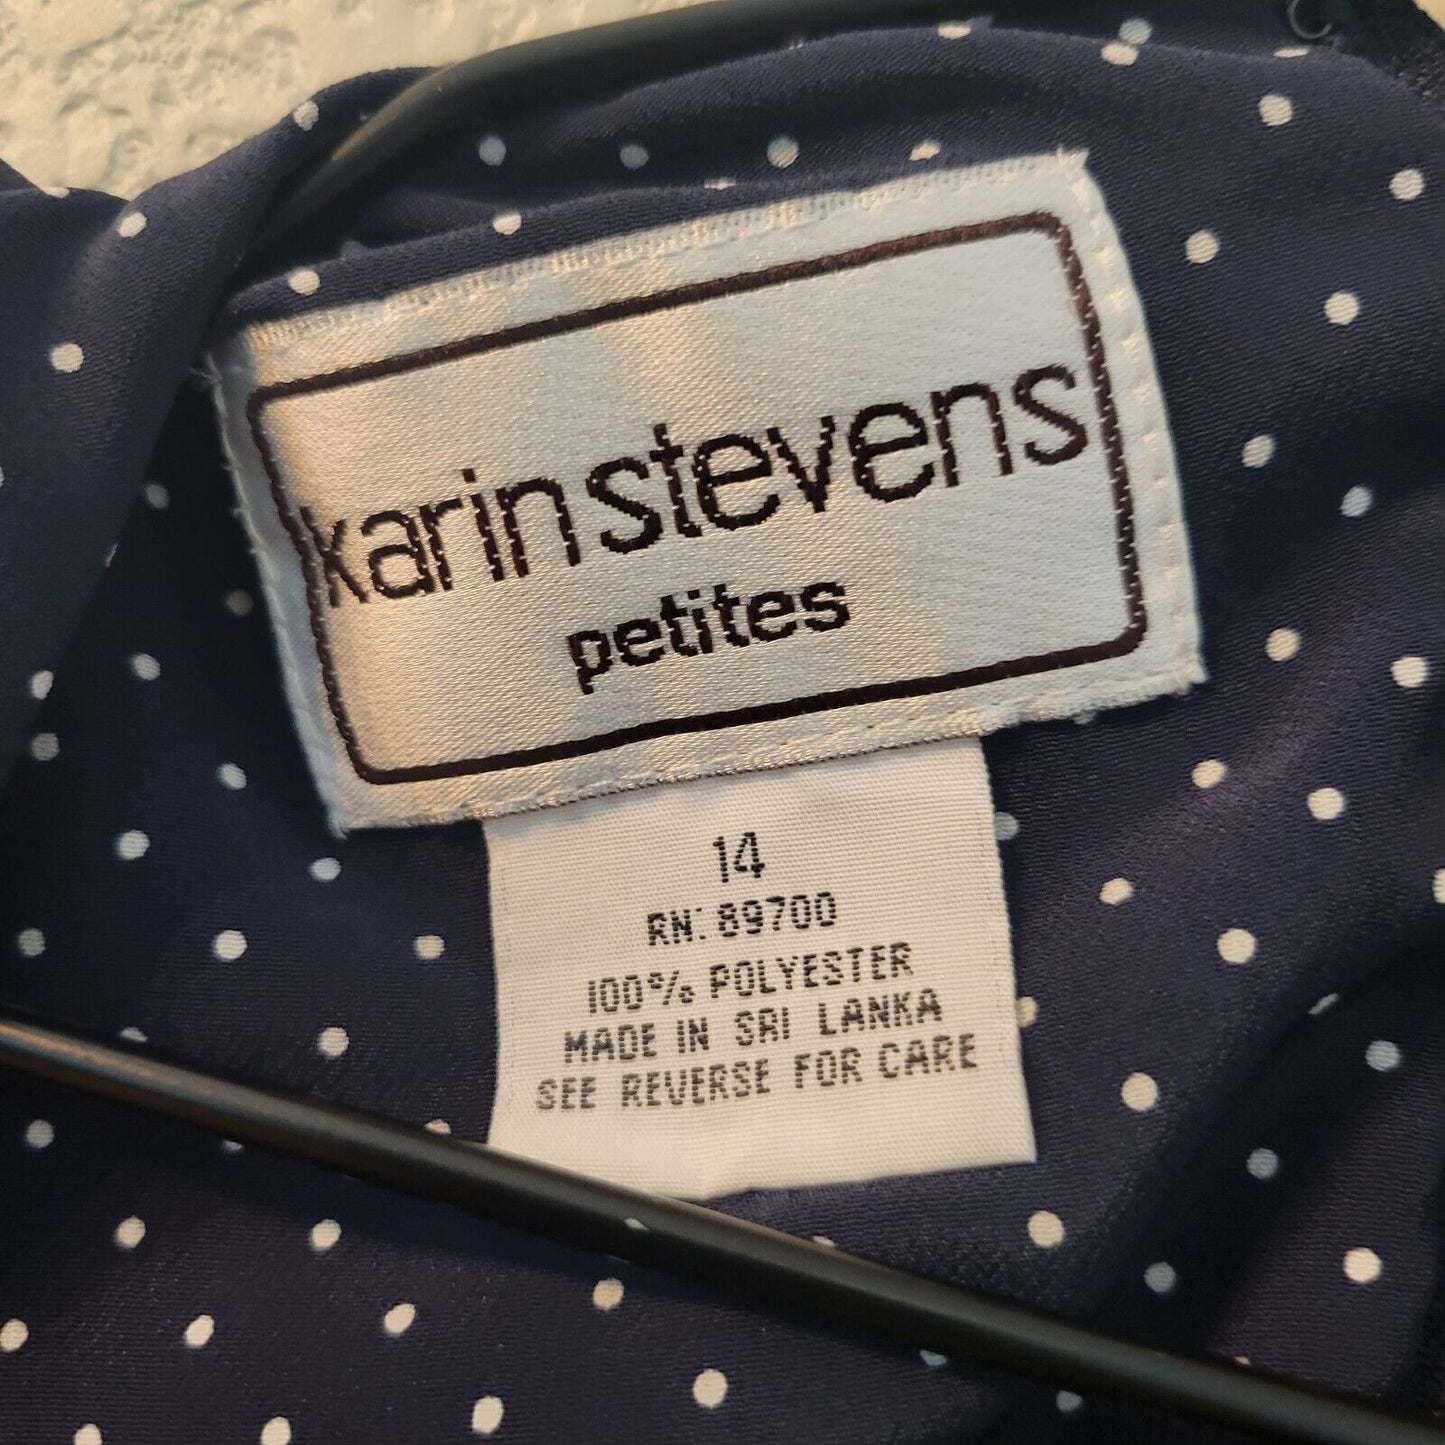 karin stevens
petites
14
RN: 89700
100% POLYESTER
MADE IN SRI LANKA
SEE REVERSE FOR CARE